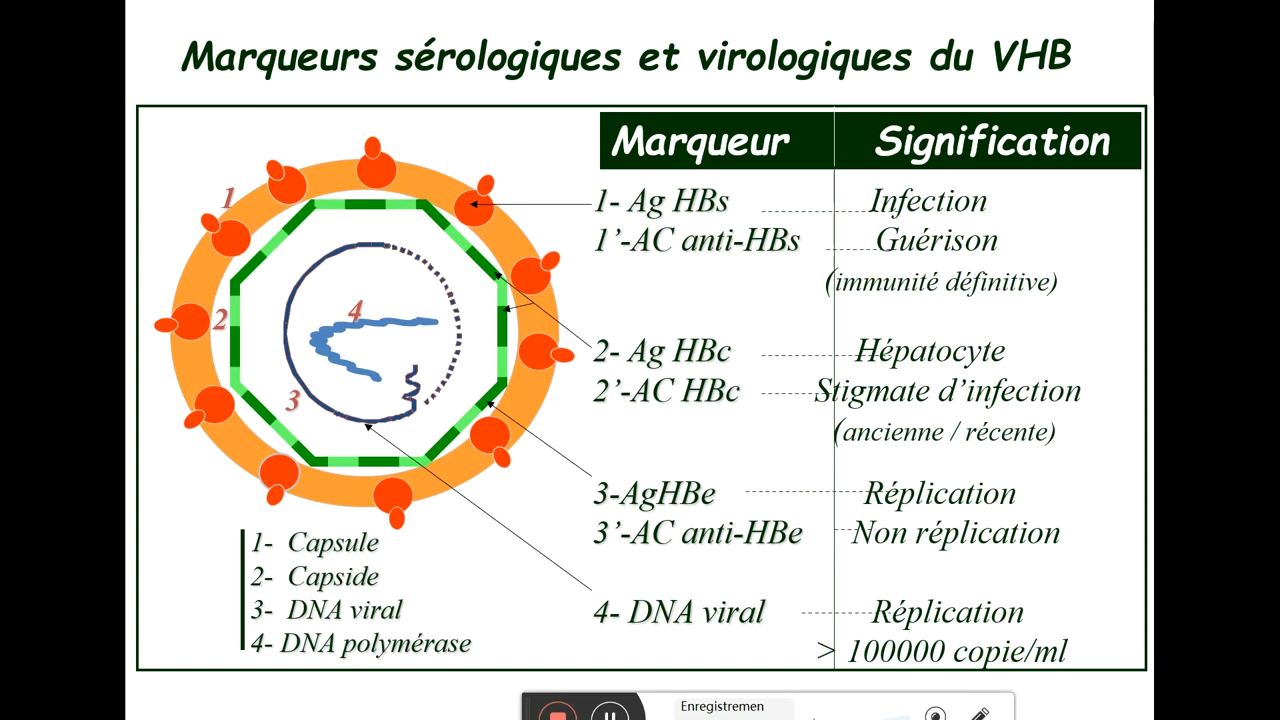 Marqueurs sérologiques et virologiques du VHB
Marqueur Signification
1
2
3
4
1- Ag HBs Infection
1’-AC anti-HBs Guérison
(immunité définitive)
2- Ag HBc Hépatocyte
2’-AC HBc Stigmate d’infection
(ancienne / récente)
3-AgHBe Réplication
3’-AC anti-HBe Non réplication
4- DNA viral Réplication
> 100000 copie/ml
1- Capsule
2- Capside
3- DNA viral
4- DNA polymérase
Enregistremen